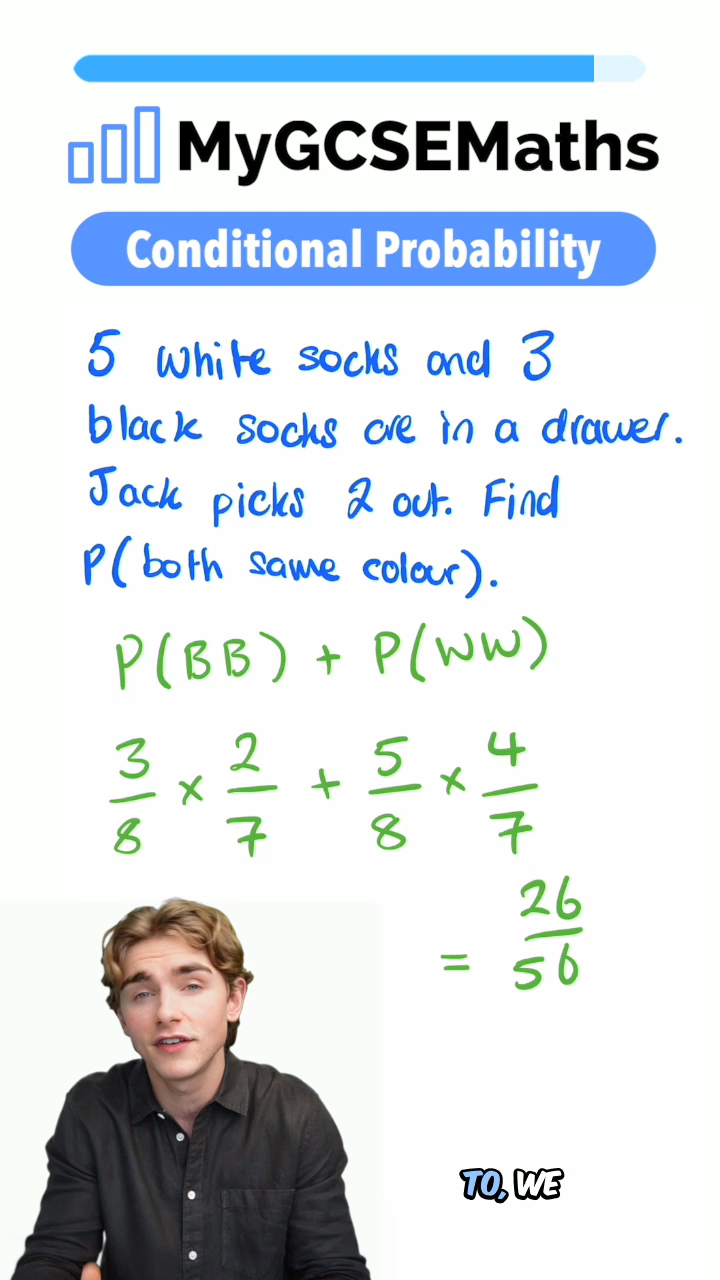 MyGCSEMaths
Conditional Probability
5 white socks and 3
black socks are in a drawer.
Jack picks 2 out. Find
P(both same colour).
P(BB) + P(WW)
3/8 × 2/7 + 5/8 × 4/7
= 26/56
TO, WE